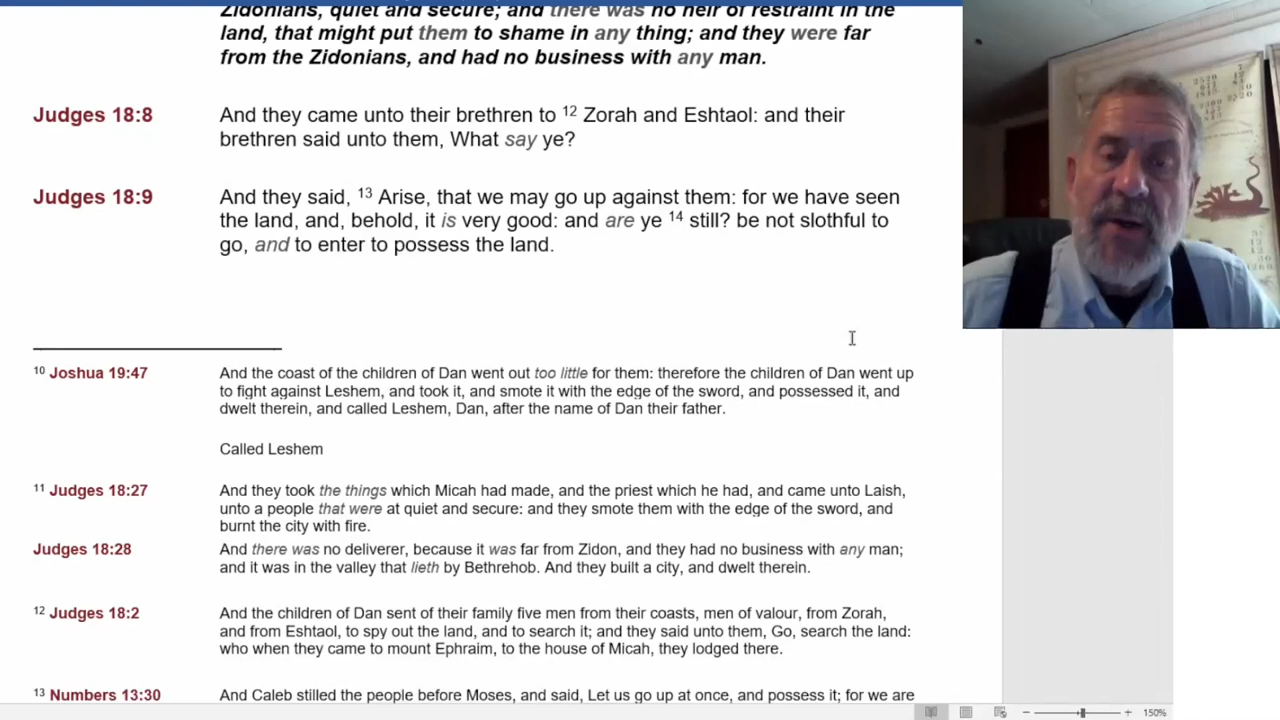 Zidonians, quiet and secure; and there was no heir of restraint in the
land, that might put them to shame in any thing; and they were far
from the Zidonians, and had no business with any man.
Judges 18:8 And they came unto their brethren to 12 Zorah and Eshtaol: and their
brethren said unto them, What say ye?
Judges 18:9 And they said, 13 Arise, that we may go up against them: for we have seen
the land, and, behold, it is very good: and are ye 14 still? be not slothful to
go, and to enter to possess the land.
10 Joshua 19:47 And the coast of the children of Dan went out too little for them: therefore the children of Dan went up
to fight against Leshem, and took it, and smote it with the edge of the sword, and possessed it, and
dwelt therein, and called Leshem, Dan, after the name of Dan their father.
Called Leshem
11 Judges 18:27 And they took the things which Micah had made, and the priest which he had, and came unto Laish,
unto a people that were at quiet and secure: and they smote them with the edge of the sword, and
burnt the city with fire.
Judges 18:28 And there was no deliverer, because it was far from Zidon, and they had no business with any man;
and it was in the valley that lieth by Bethrehob. And they built a city, and dwelt therein.
12 Judges 18:2 And the children of Dan sent of their family five men from their coasts, men of valour, from Zorah,
and from Eshtaol, to spy out the land, and to search it; and they said unto them, Go, search the land:
who when they came to mount Ephraim, to the house of Micah, they lodged there.
13 Numbers 13:30 And Caleb stilled the people before Moses, and said, Let us go up at once, and possess it; for we are
150%